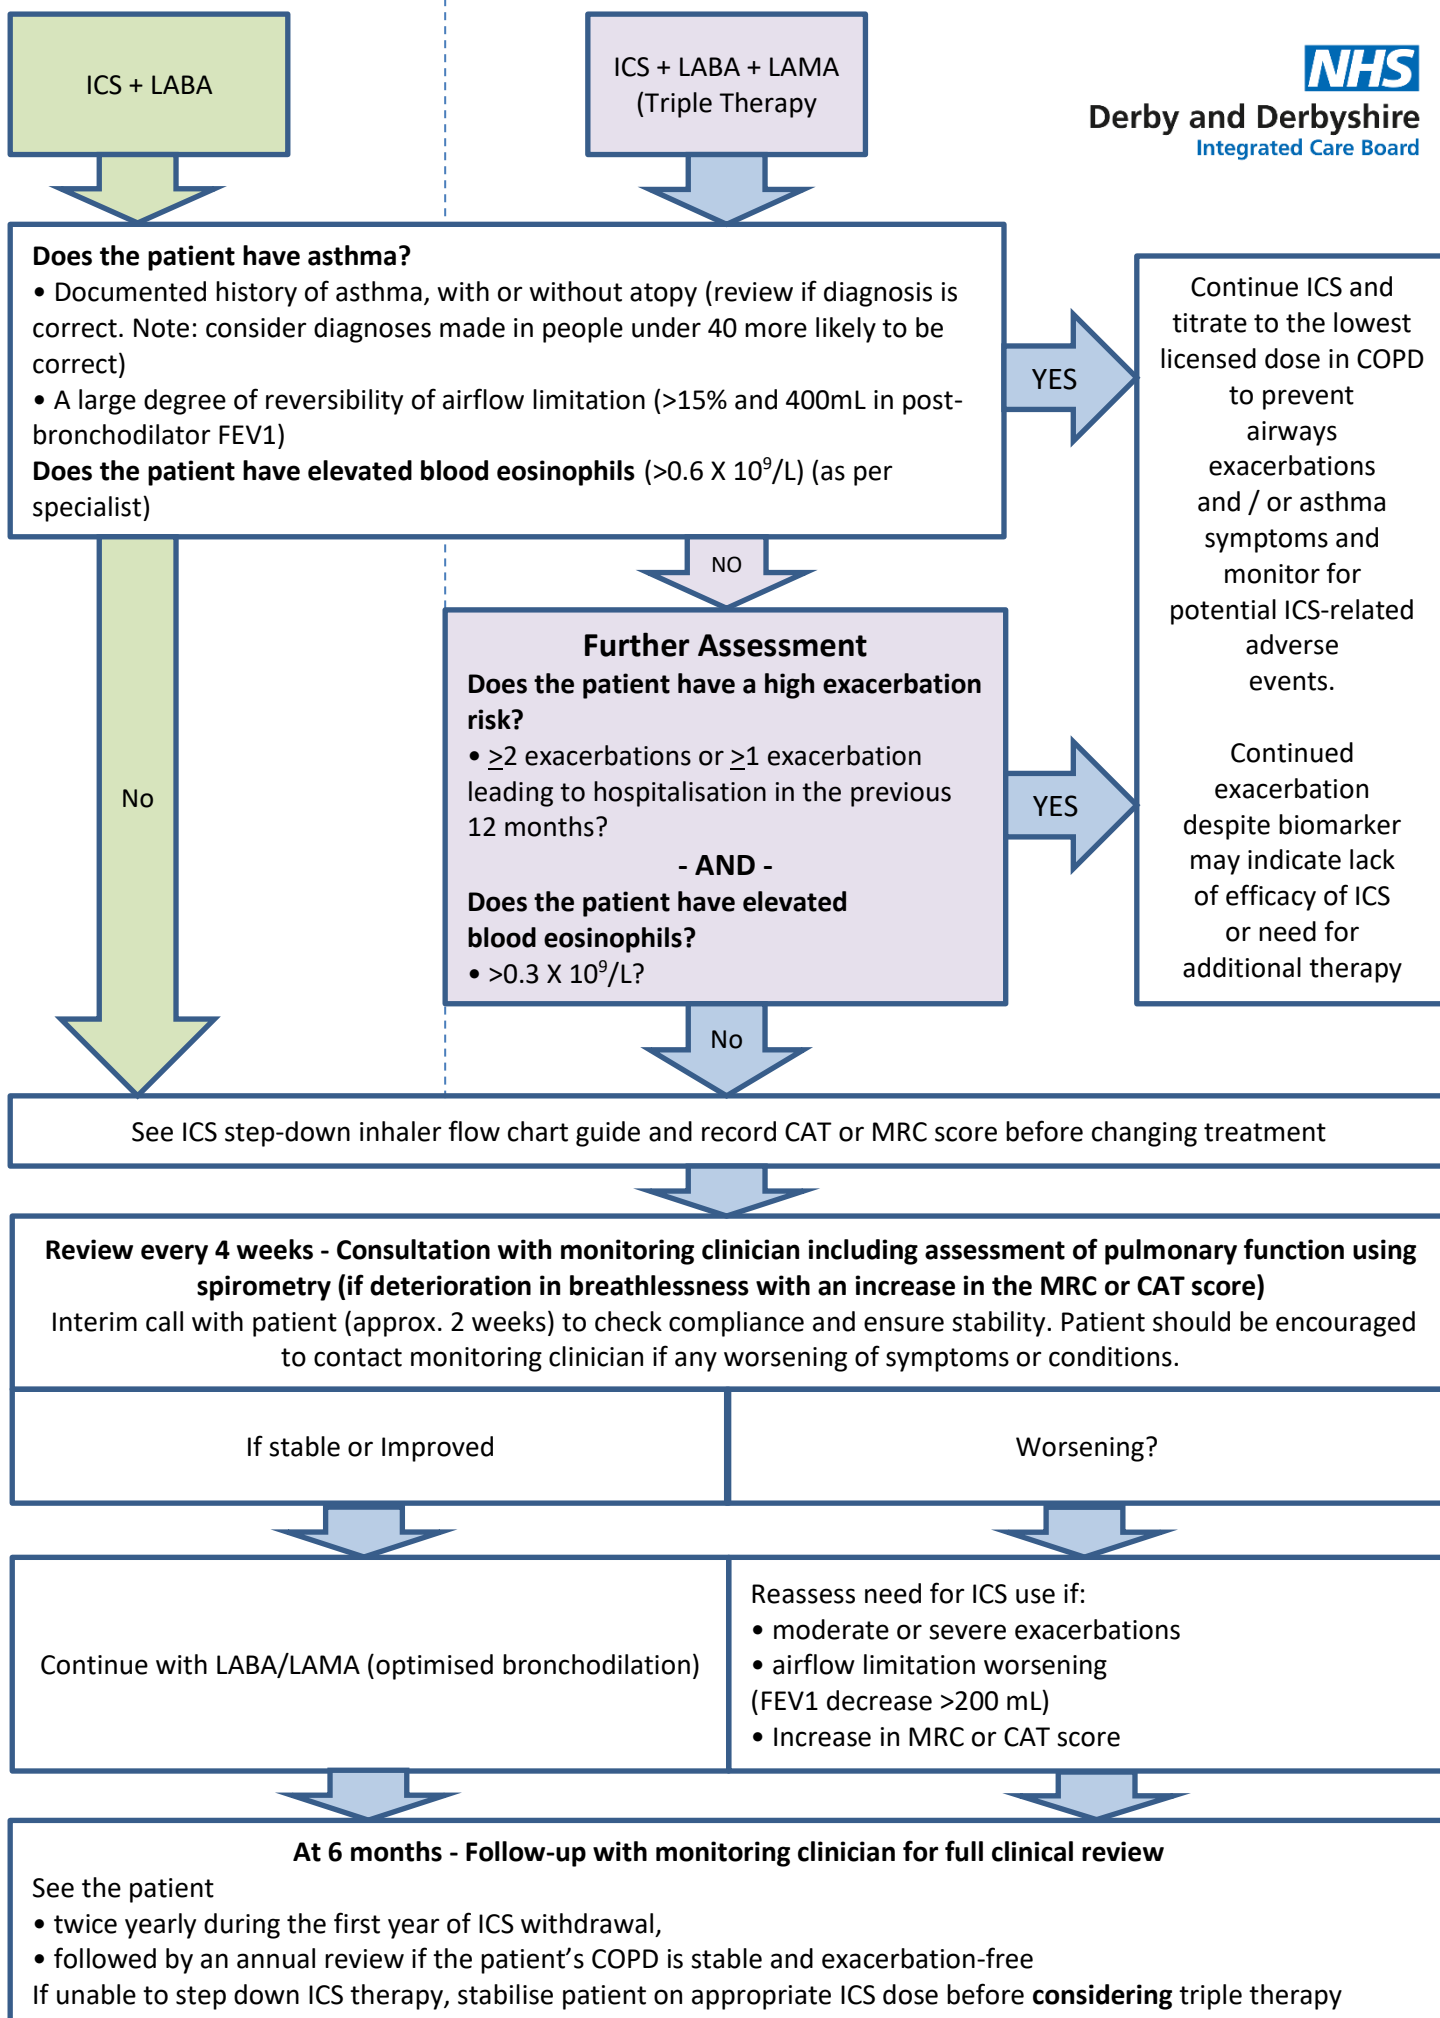 ICS + LABA
ICS + LABA + LAMA
(Triple Therapy
NHS
Derby and Derbyshire
Integrated Care Board
Does the patient have asthma?
• Documented history of asthma, with or without atopy (review if diagnosis is
correct. Note: consider diagnoses made in people under 40 more likely to be
correct)
• A large degree of reversibility of airflow limitation (>15% and 400mL in post-
bronchodilator FEV1)
Does the patient have elevated blood eosinophils (>0.6 X 10⁹/L) (as per
specialist)
YES
Continue ICS and
titrate to the lowest
licensed dose in COPD
to prevent
airways
exacerbations
and / or asthma
symptoms and
monitor for
potential ICS-related
adverse
events.
Continued
exacerbation
despite biomarker
may indicate lack
of efficacy of ICS
or need for
additional therapy
NO
No
Further Assessment
Does the patient have a high exacerbation
risk?
• ≥2 exacerbations or ≥1 exacerbation
leading to hospitalisation in the previous
12 months?
- AND -
Does the patient have elevated
blood eosinophils?
• >0.3 X 10⁹/L?
YES
No
See ICS step-down inhaler flow chart guide and record CAT or MRC score before changing treatment
Review every 4 weeks - Consultation with monitoring clinician including assessment of pulmonary function using
spirometry (if deterioration in breathlessness with an increase in the MRC or CAT score)
Interim call with patient (approx. 2 weeks) to check compliance and ensure stability. Patient should be encouraged
to contact monitoring clinician if any worsening of symptoms or conditions.
If stable or Improved
Worsening?
Continue with LABA/LAMA (optimised bronchodilation)
Reassess need for ICS use if:
• moderate or severe exacerbations
• airflow limitation worsening
(FEV1 decrease >200 mL)
• Increase in MRC or CAT score
At 6 months - Follow-up with monitoring clinician for full clinical review
See the patient
• twice yearly during the first year of ICS withdrawal,
• followed by an annual review if the patient's COPD is stable and exacerbation-free
If unable to step down ICS therapy, stabilise patient on appropriate ICS dose before considering triple therapy